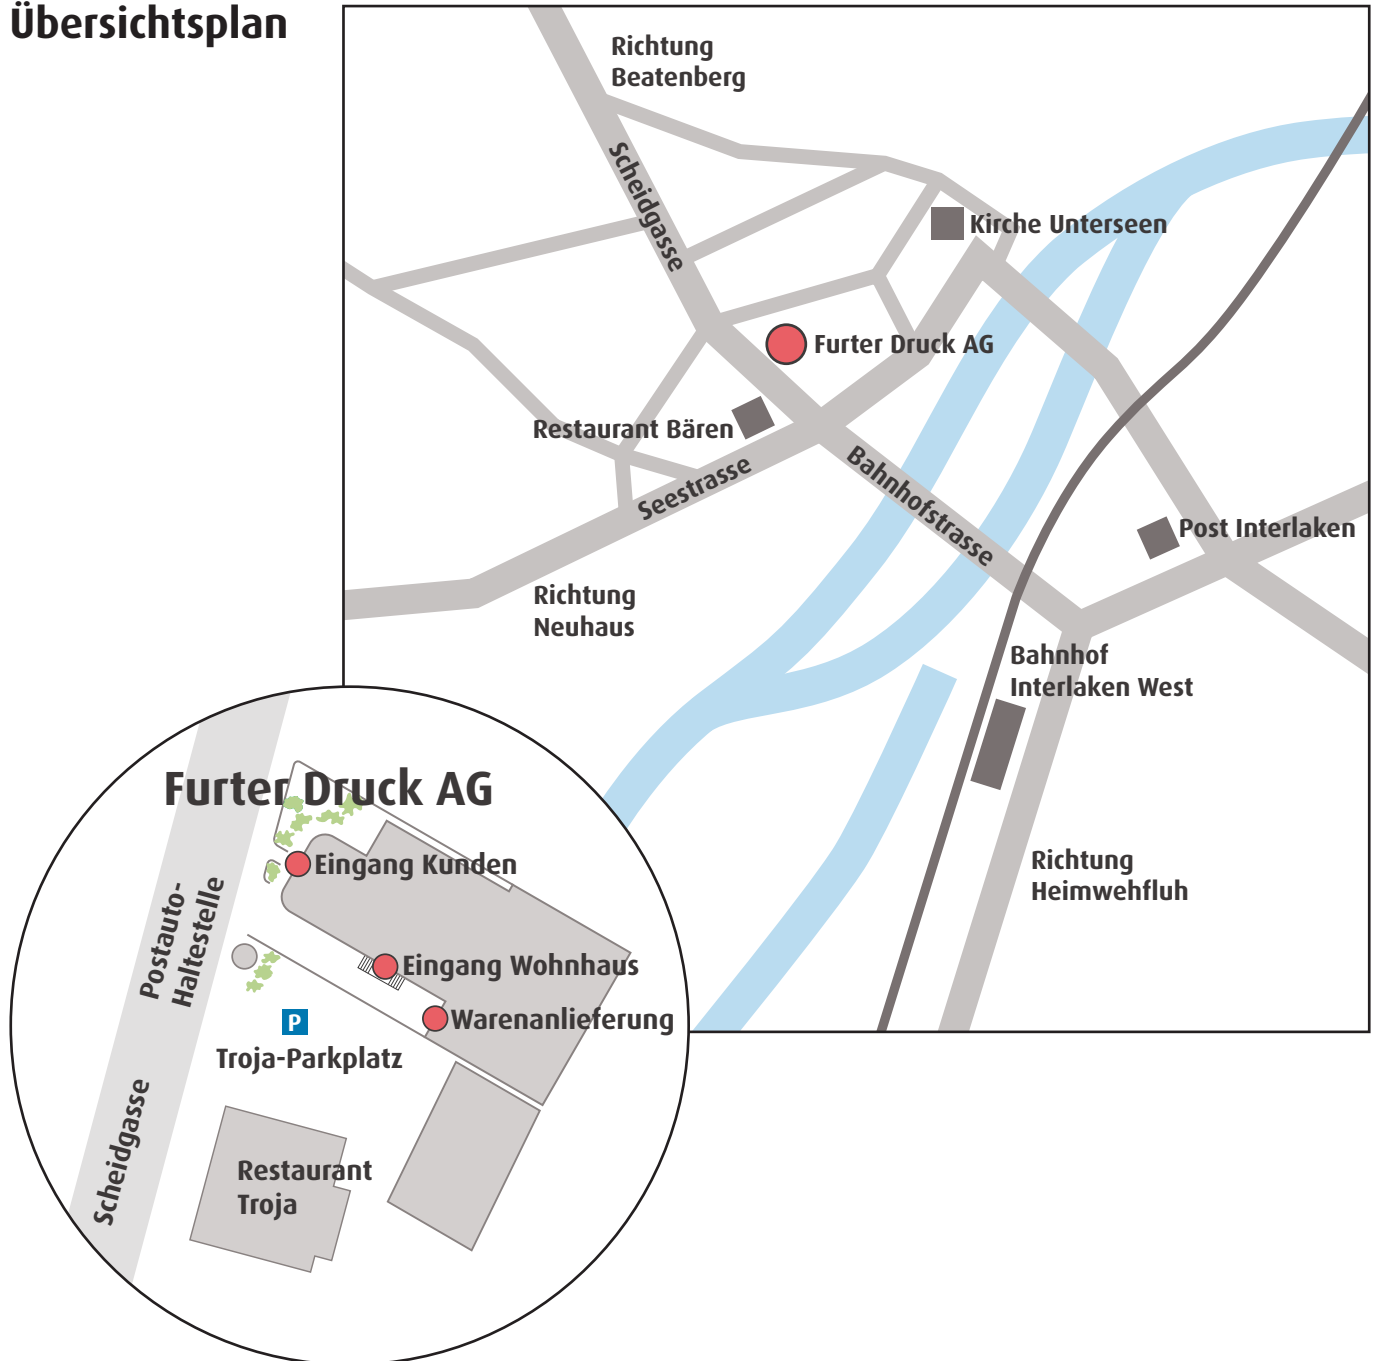 Übersichtsplan
Richtung
Beatenberg
Scheidgasse
Kirche Unterseen
Furter Druck AG
Restaurant Bären
Seestrasse
Bahnhofstrasse
Post Interlaken
Richtung
Neuhaus
Bahnhof
Interlaken West
Richtung
Heimwehfluh
Furter Druck AG
Eingang Kunden
Postauto-
Haltestelle
Eingang Wohnhaus
P
Warenanlieferung
Troja-Parkplatz
Scheidgasse
Restaurant
Troja